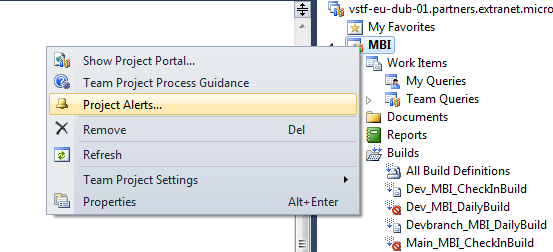 vstf-eu-dub-01.partners.extranet.micro
My Favorites
MBI
Work Items
My Queries
Team Queries
Documents
Reports
Builds
All Build Definitions
Dev_MBI_CheckInBuild
Dev_MBI_DailyBuild
Devbranch_MBI_DailyBuild
Main_MBI_CheckInBuild
Show Project Portal...
Team Project Process Guidance
Project Alerts...
Remove Del
Refresh
Team Project Settings
Properties Alt+Enter